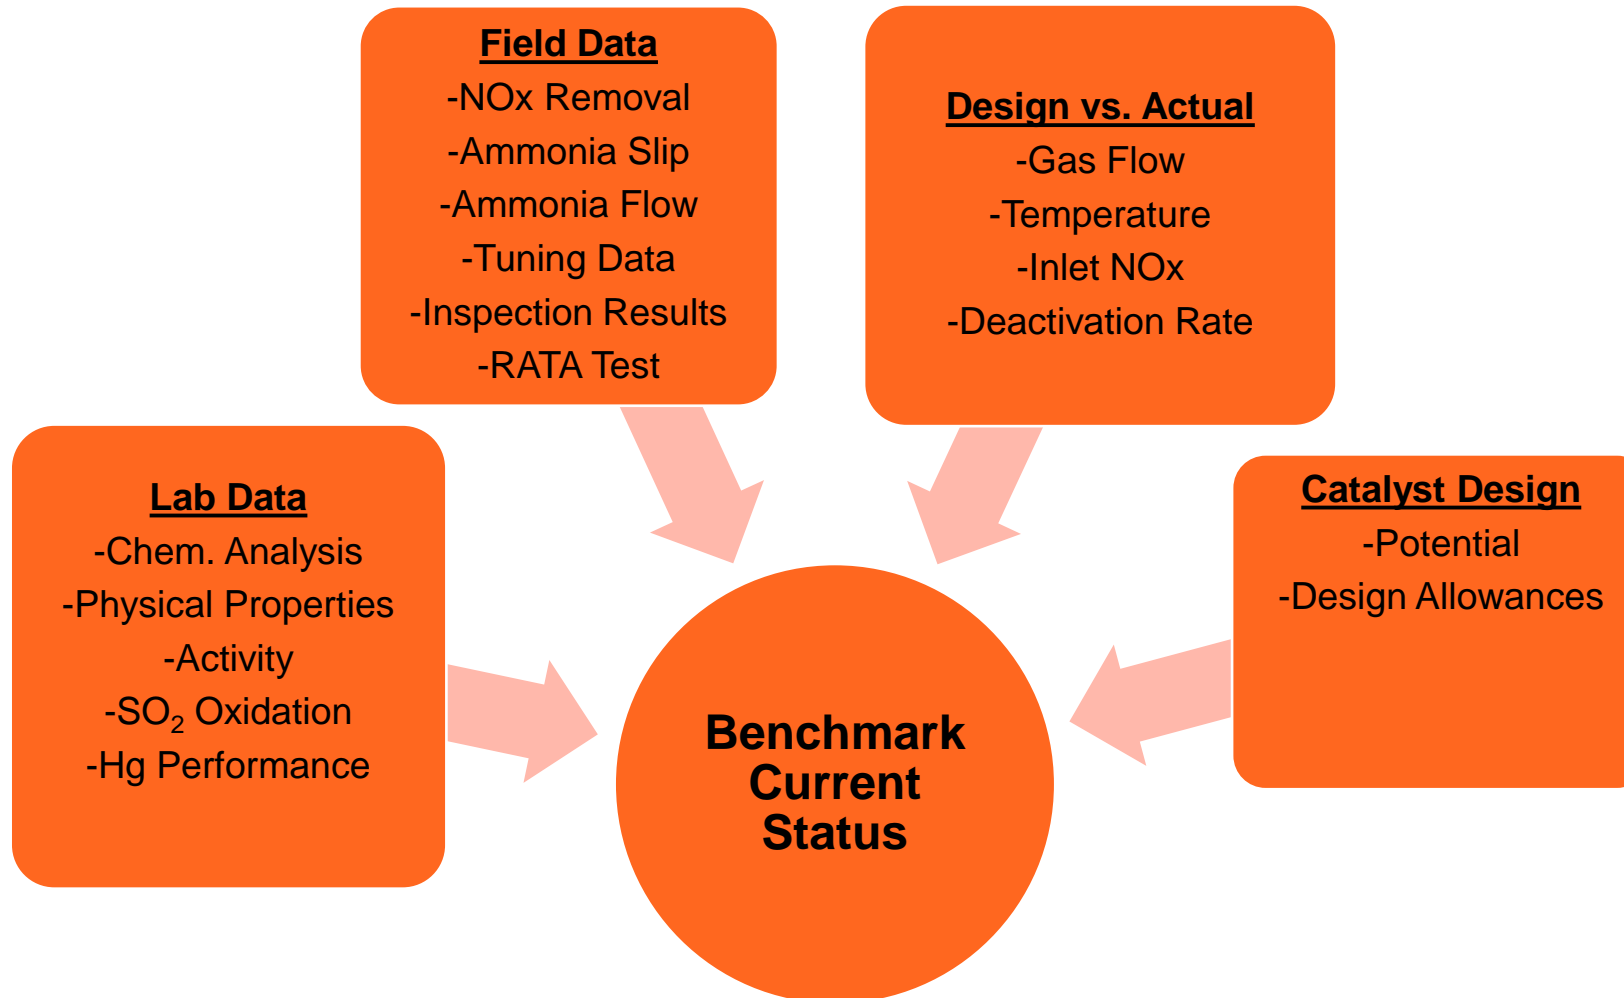 Field Data
-NOx Removal
-Ammonia Slip
-Ammonia Flow
-Tuning Data
-Inspection Results
-RATA Test
Design vs. Actual
-Gas Flow
-Temperature
-Inlet NOx
-Deactivation Rate
Lab Data
-Chem. Analysis
-Physical Properties
-Activity
-SO₂ Oxidation
-Hg Performance
Catalyst Design
-Potential
-Design Allowances
Benchmark
Current
Status